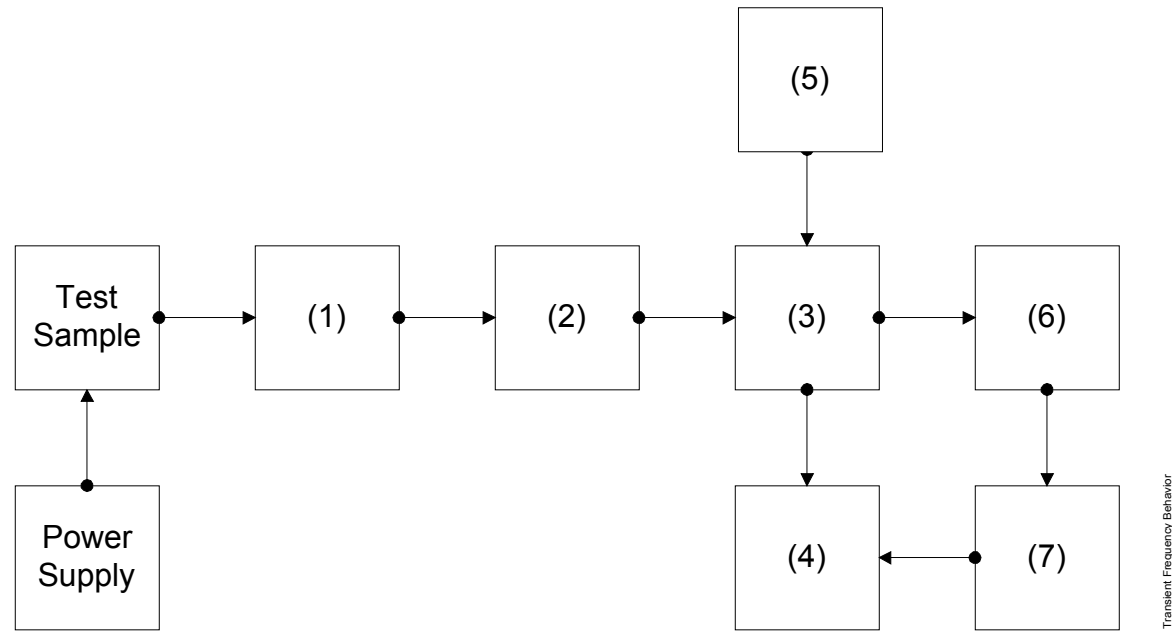 (5)
Test
Sample
(1)
(2)
(3)
(6)
Power
Supply
(4)
(7)
Transient Frequency Behavior